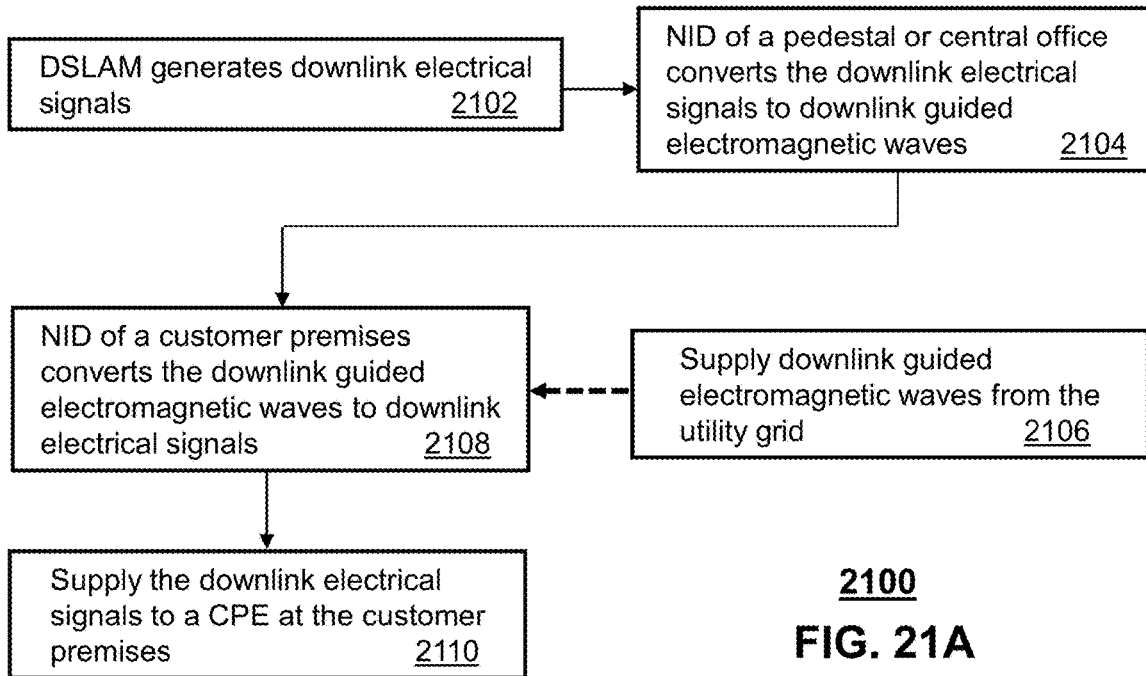 DSLAM generates downlink electrical
signals 2102
NID of a pedestal or central office
converts the downlink electrical
signals to downlink guided
electromagnetic waves 2104
NID of a customer premises
converts the downlink guided
electromagnetic waves to downlink
electrical signals 2108
Supply downlink guided
electromagnetic waves from the
utility grid 2106
Supply the downlink electrical
signals to a CPE at the customer
premises 2110
2100
FIG. 21A